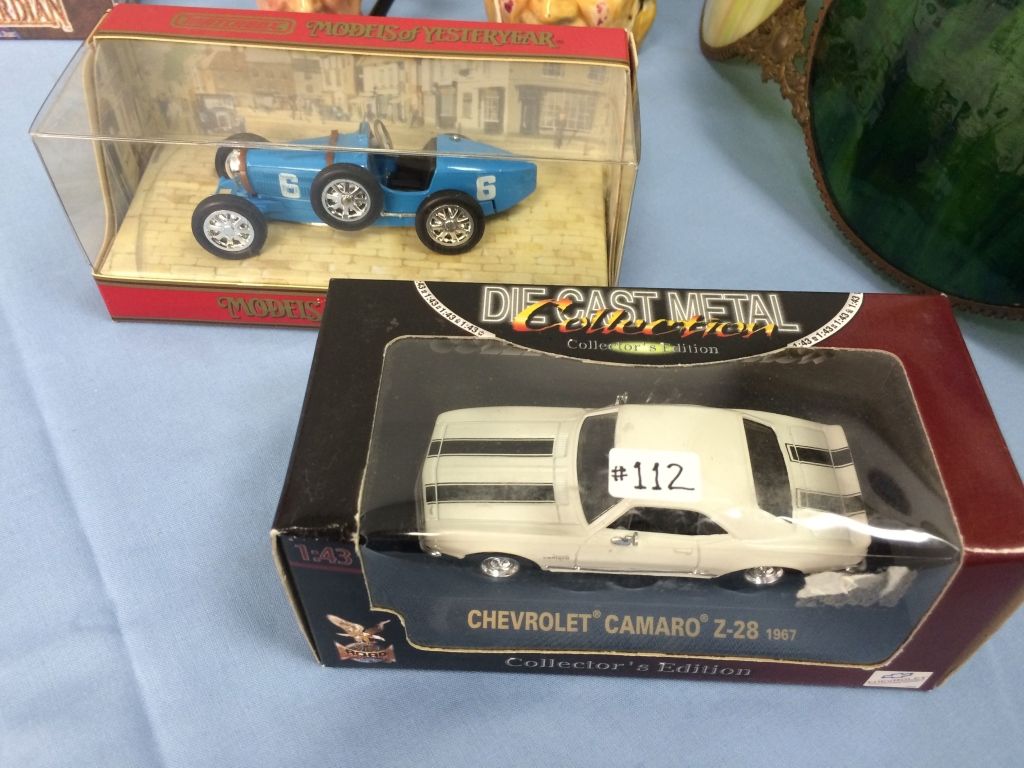 MATCHBOX
MODELS of YESTERYEAR
6
6
MODELS
DIE CAST METAL
Collection
Collector's Edition
#112
1:43
CHEVROLET® CAMARO® Z-28 1967
Collector's Edition